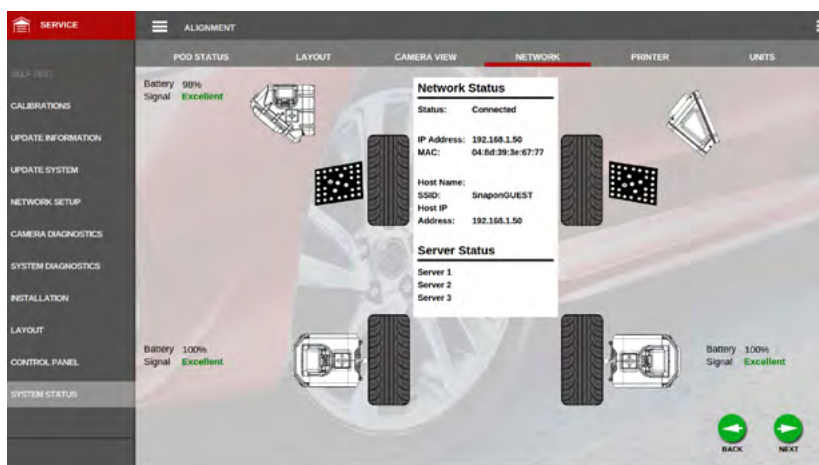 SERVICE
ALIGNMENT
POD STATUS
LAYOUT
CAMERA VIEW
NETWORK
PRINTER
UNITS
SELF TEST
CALIBRATIONS
UPDATE INFORMATION
UPDATE SYSTEM
NETWORK SETUP
CAMERA DIAGNOSTICS
SYSTEM DIAGNOSTICS
INSTALLATION
LAYOUT
CONTROL PANEL
SYSTEM STATUS
Battery 98%
Signal Excellent
Network Status
Status: Connected
IP Address: 192.168.1.50
MAC: 04:8d:39:3e:67:77
Host Name:
SSID: SnaponGUEST
Host IP
Address: 192.168.1.50
Server Status
Server 1
Server 2
Server 3
Battery 100%
Signal Excellent
Battery 100%
Signal Excellent
BACK
NEXT